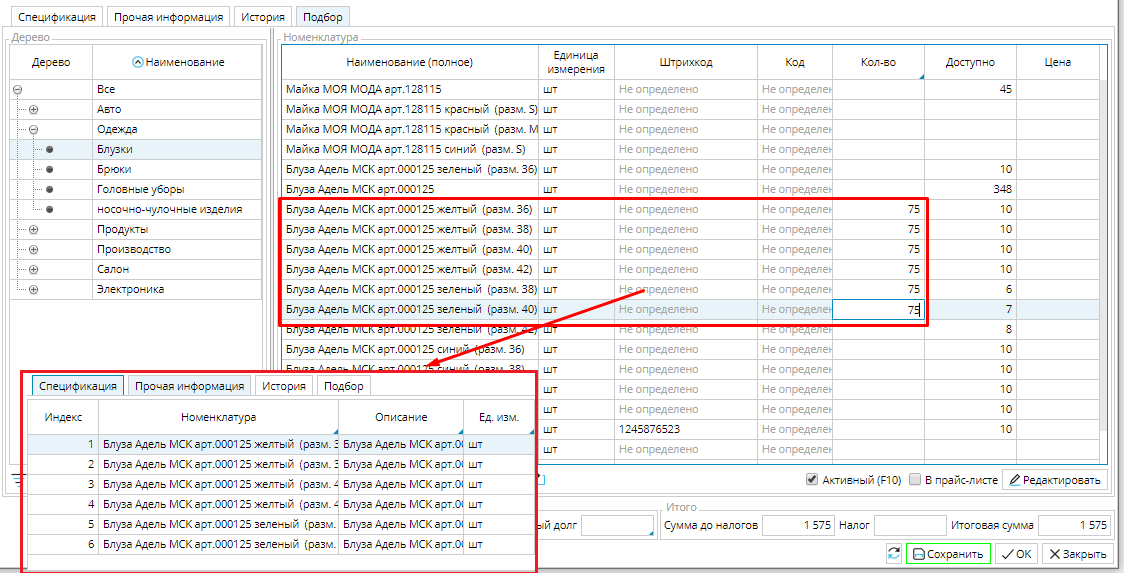 Спецификация Прочая информация История Подбор
Дерево
Дерево Наименование
Все
Авто
Одежда
Блузки
Брюки
Головные уборы
носочно-чулочные изделия
Продукты
Производство
Салон
Электроника
Номенклатура
Наименование (полное) Единица измерения Штрихкод Код Кол-во Доступно Цена
Майка МОЯ МОДА арт.128115 шт Не определено Не определен 45
Майка МОЯ МОДА арт.128115 красный (разм. S) шт Не определено Не определен
Майка МОЯ МОДА арт.128115 красный (разм. M шт Не определено Не определен
Майка МОЯ МОДА арт.128115 синий (разм. S) шт Не определено Не определен
Блуза Адель МСК арт.000125 зеленый (разм. 36) шт Не определено Не определен 10
Блуза Адель МСК арт.000125 шт Не определено Не определен 348
Блуза Адель МСК арт.000125 желтый (разм. 36) шт Не определено Не определен 75 10
Блуза Адель МСК арт.000125 желтый (разм. 38) шт Не определено Не определен 75 10
Блуза Адель МСК арт.000125 желтый (разм. 40) шт Не определено Не определен 75 10
Блуза Адель МСК арт.000125 желтый (разм. 42) шт Не определено Не определен 75 10
Блуза Адель МСК арт.000125 зеленый (разм. 38) шт Не определено Не определен 75 6
Блуза Адель МСК арт.000125 зеленый (разм. 40) шт Не определено Не определен 75 7
Блуза Адель МСК арт.000125 зеленый (разм. 42) шт Не определено Не определен 8
Блуза Адель МСК арт.000125 синий (разм. 36) шт Не определено Не определен 10
Блуза Адель МСК арт.000125 синий (разм. 38) шт Не определено Не определен 10
шт Не определено Не определен 10
шт Не определено Не определен 10
шт 1245876523 Не определен 10
шт Не определено Не определен
Спецификация Прочая информация История Подбор
Индекс Номенклатура Описание Ед. изм.
1 Блуза Адель МСК арт.000125 желтый (разм. 3 Блуза Адель МСК арт.00 шт
2 Блуза Адель МСК арт.000125 желтый (разм. 3 Блуза Адель МСК арт.00 шт
3 Блуза Адель МСК арт.000125 желтый (разм. 4 Блуза Адель МСК арт.00 шт
4 Блуза Адель МСК арт.000125 желтый (разм. 4 Блуза Адель МСК арт.00 шт
5 Блуза Адель МСК арт.000125 зеленый (разм. Блуза Адель МСК арт.00 шт
6 Блуза Адель МСК арт.000125 зеленый (разм. Блуза Адель МСК арт.00 шт
Активный (F10) В прайс-листе Редактировать
ый долг
Итого
Сумма до налогов 1 575 Налог Итоговая сумма 1 575
Сохранить OK Закрыть